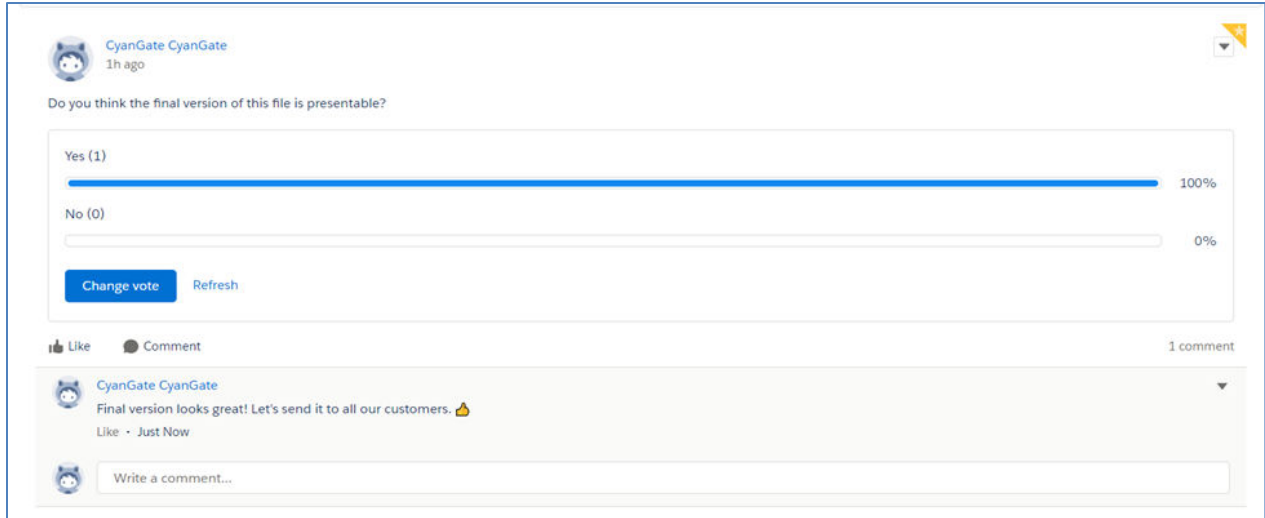 CyanGate CyanGate
1h ago
Do you think the final version of this file is presentable?
Yes (1)
100%
No (0)
0%
Change vote Refresh
Like Comment 1 comment
CyanGate CyanGate
Final version looks great! Let's send it to all our customers. 👍
Like • Just Now
Write a comment...